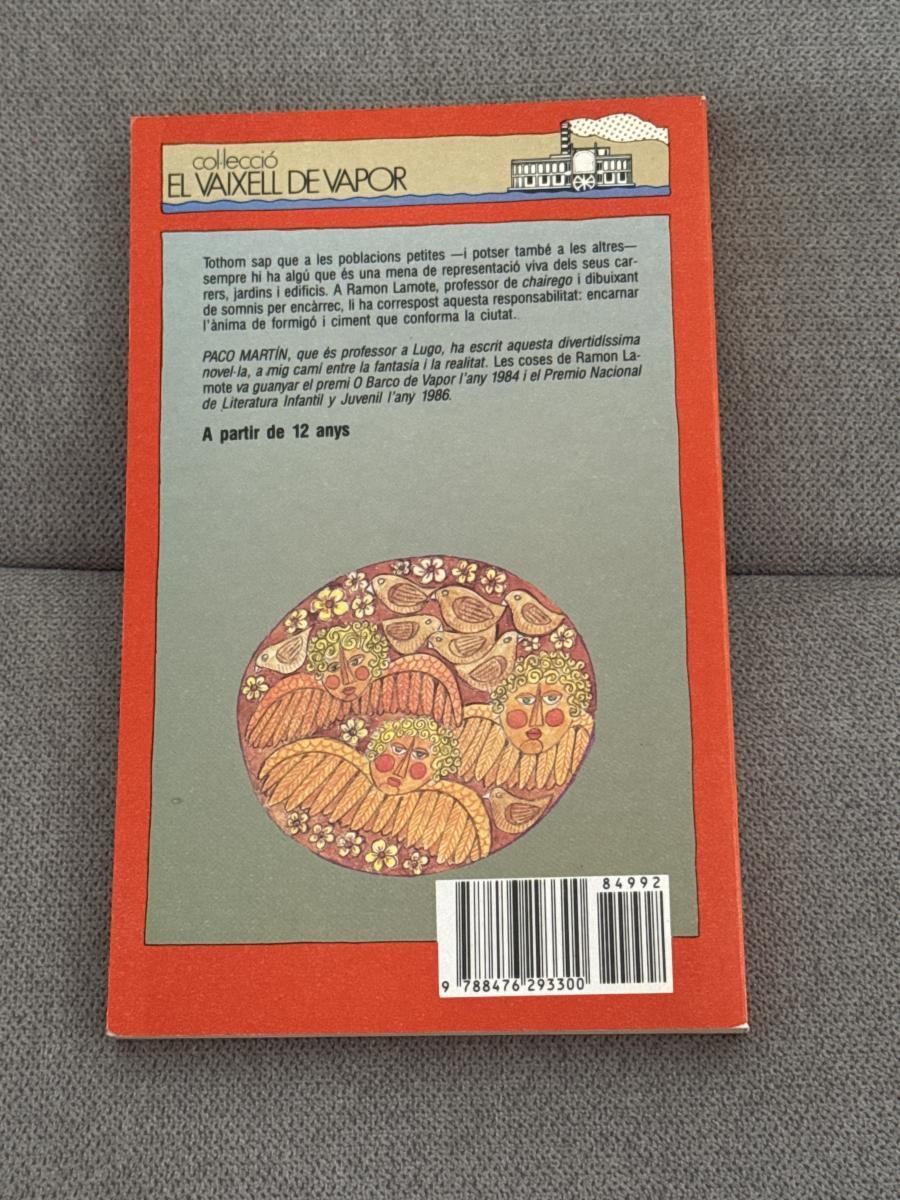 col·lecció
EL VAIXELL DE VAPOR
Tothom sap que a les poblacions petites —i potser també a les altres—
sempre hi ha algú que és una mena de representació viva dels seus car-
rers, jardins i edificis. A Ramon Lamote, professor de chairego i dibuixant
de somnis per encàrrec, li ha correspost aquesta responsabilitat: encarnar
l'ànima de formigó i ciment que conforma la ciutat.
PACO MARTÍN, que és professor a Lugo, ha escrit aquesta divertidíssima
novel·la, a mig camí entre la fantasia i la realitat. Les coses de Ramon La-
mote va guanyar el premi O Barco de Vapor l'any 1984 i el Premio Nacional
de Literatura Infantil y Juvenil l'any 1986.
A partir de 12 anys
84992
9 788476 293300